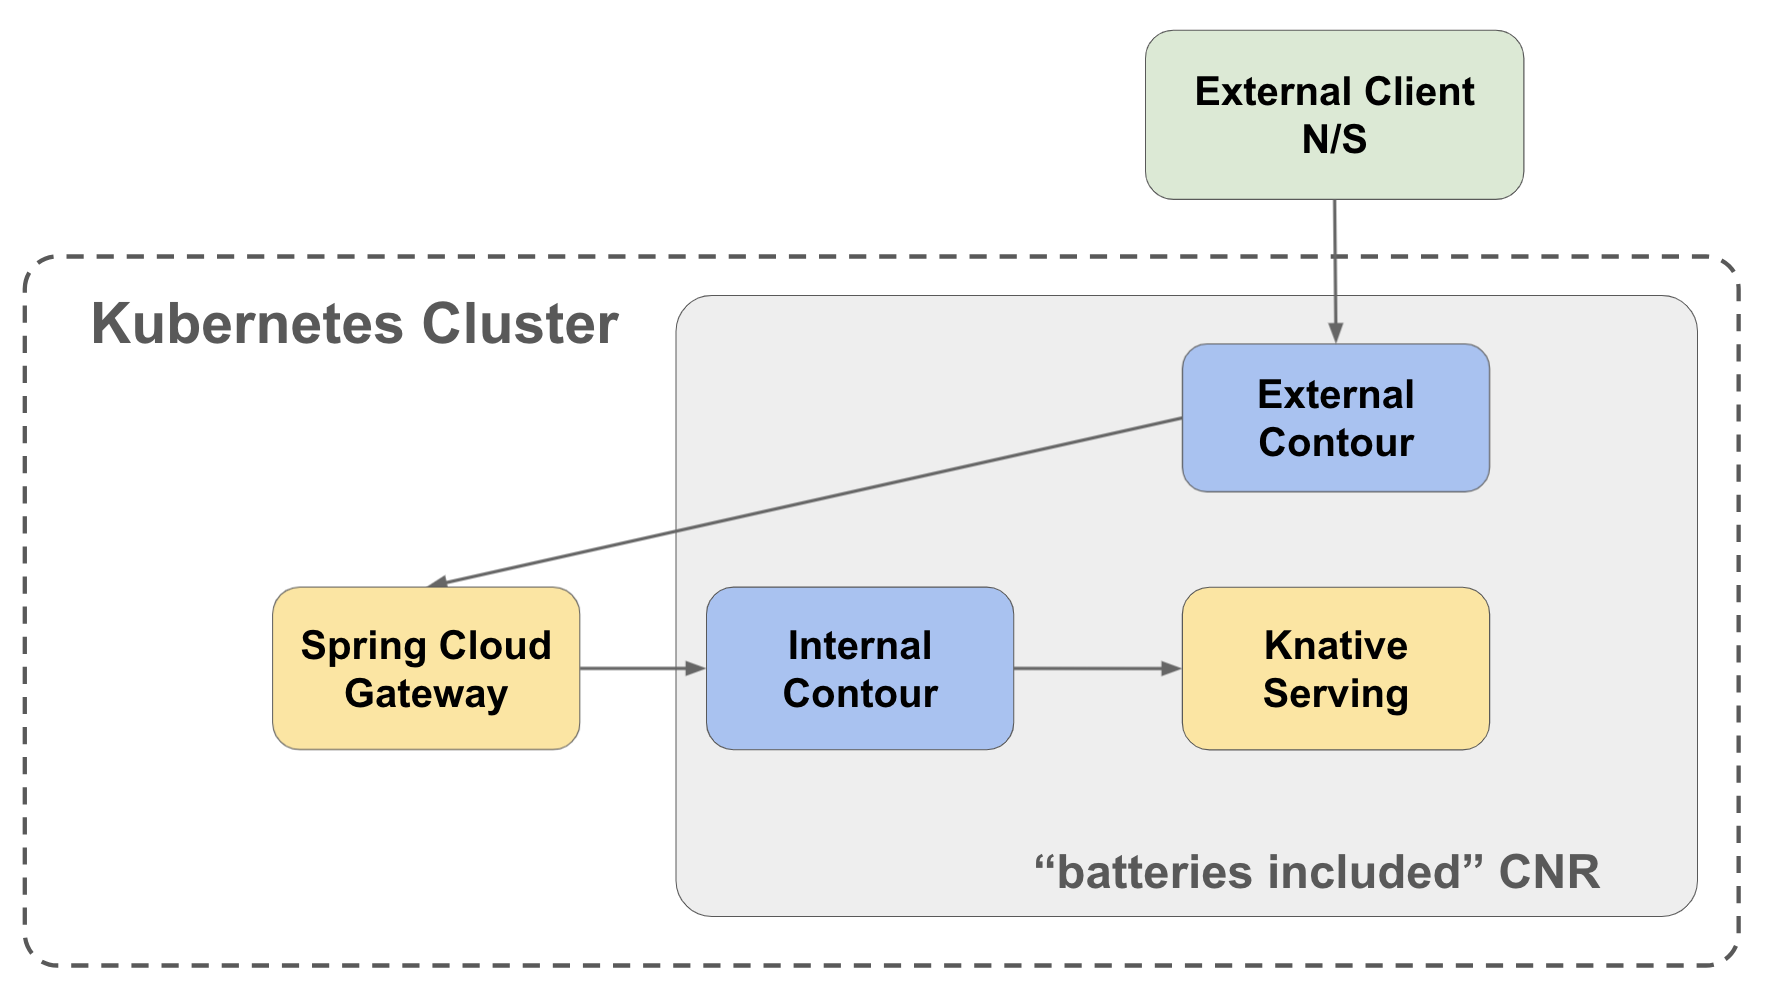 External Client
N/S
Kubernetes Cluster
External
Contour
Spring Cloud
Gateway
Internal
Contour
Knative
Serving
“batteries included” CNR